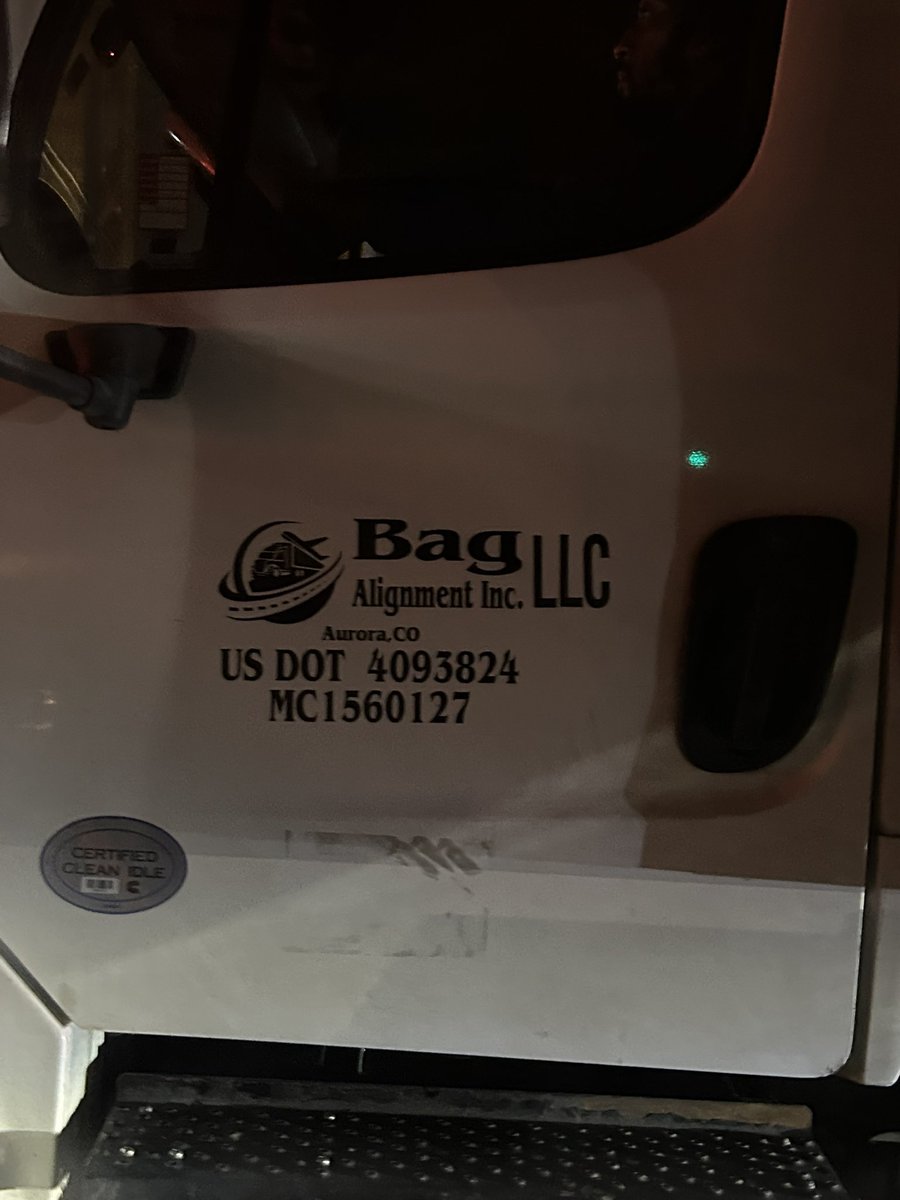 Bag
Alignment Inc. LLC
Aurora,CO
US DOT 4093824
MC1560127
CERTIFIED
CLEAN IDLE